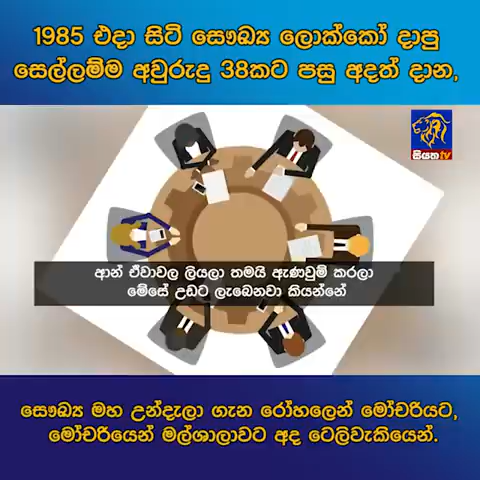 1985 එදා සිටි සෞඛ්‍ය ලොක්කෝ දාපු
සෙල්ලම්ම අවුරුදු 38කට පසු අදත් දාන,
සියත tv
ආන් ඒවාවල ලියලා තමයි ඇණවුම් කරලා
මේසේ උඩට ලැබෙනවා කියන්නේ
සෞඛ්‍ය මහ උන්දැලා ගැන රෝහලෙන් මෝචරියට,
මෝචරියෙන් මල්ශාලාවට අද ටෙලිවැකියෙන්.